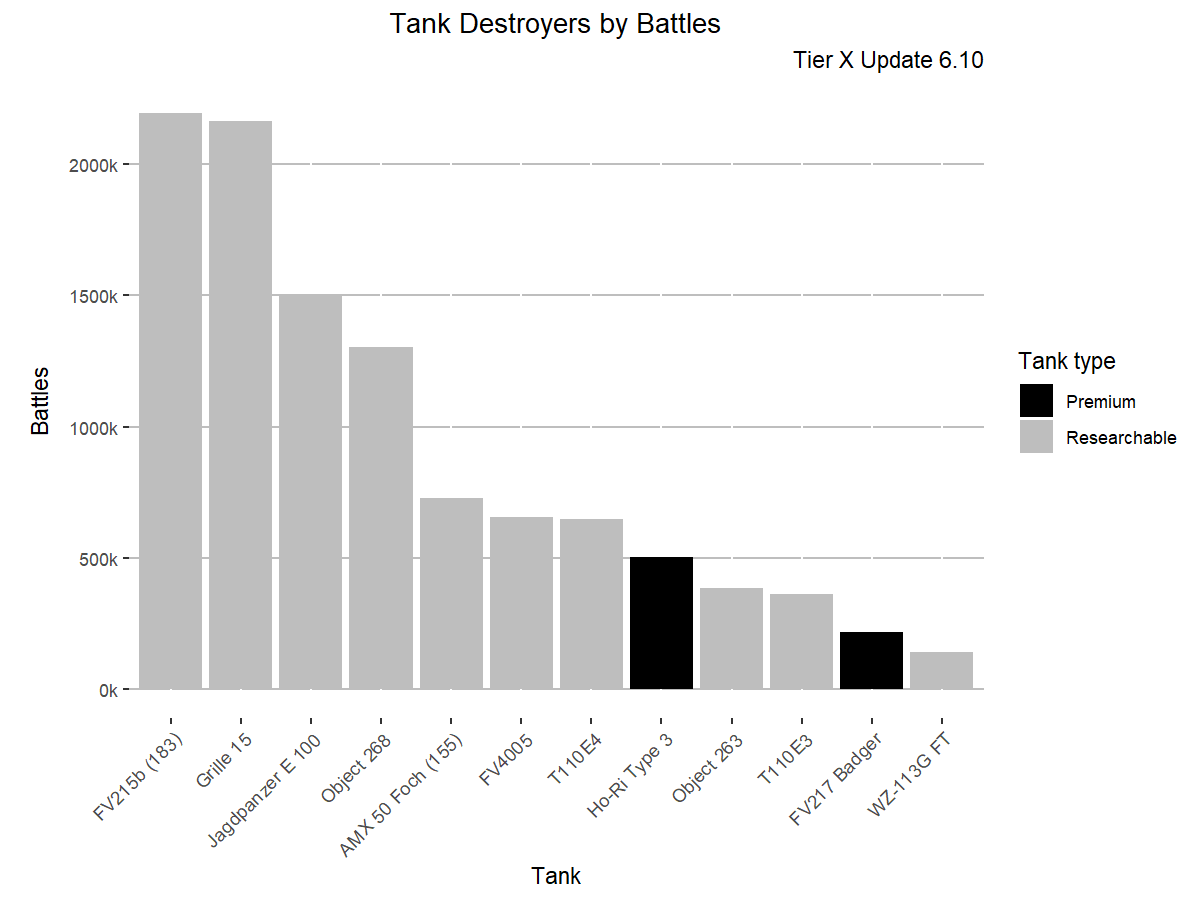 Tank Destroyers by Battles
Tier X Update 6.10
Battles
2000k
1500k
1000k
500k
0k
FV215b (183)
Grille 15
Jagdpanzer E 100
Object 268
AMX 50 Foch (155)
FV4005
T110E4
Ho-Ri Type 3
Object 263
T110E3
FV217 Badger
WZ-113G FT
Tank
Tank type
Premium
Researchable